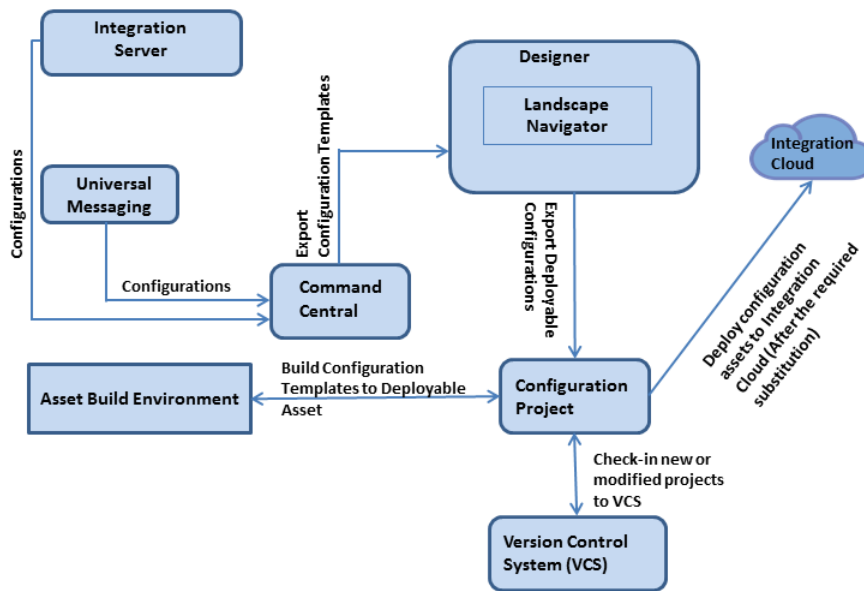 Integration
Server
Designer
Landscape
Navigator
Integration
Cloud
Universal
Messaging
Configurations
Export
Configuration Templates
Configurations
Command
Central
Export Deployable
Configurations
Deploy configuration
assets to Integration
Cloud (After the required
substitution)
Asset Build Environment
Build Configuration
Templates to Deployable
Asset
Configuration
Project
Check-in new or
modified projects
to VCS
Version Control
System (VCS)